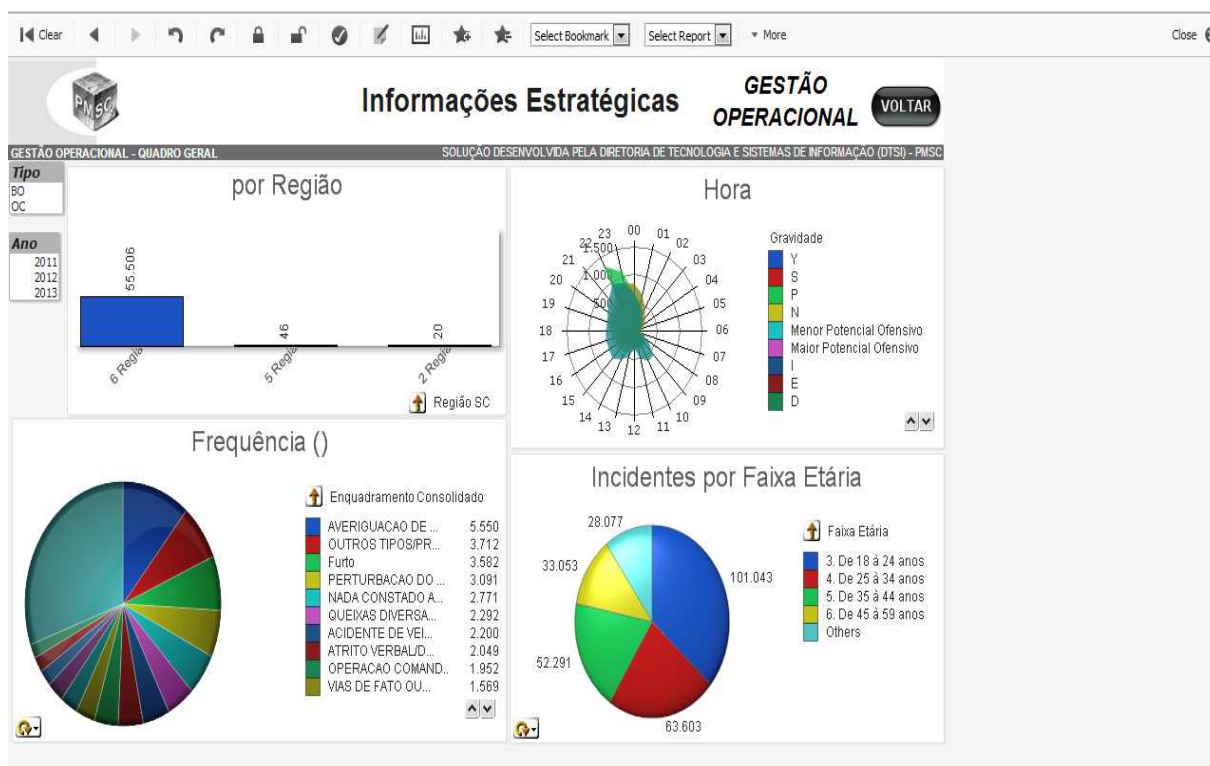 Clear
Select Bookmark
Select Report
More
Close
PMSC
Informações Estratégicas
GESTÃO
OPERACIONAL
VOLTAR
GESTÃO OPERACIONAL - QUADRO GERAL
SOLUÇÃO DESENVOLVIDA PELA DIRETORIA DE TECNOLOGIA E SISTEMAS DE INFORMAÇÃO (DTSI) - PMSC
Tipo
BO
OC
Ano
2011
2012
2013
por Região
55.506
46
20
6 Regiã
5 Regiã
2 Regiã
Região SC
Hora
00
01
02
03
04
05
06
07
08
09
10
11
12
13
14
15
16
17
18
19
20
21
22
23
1.500
1.000
500
Gravidade
Y
S
P
N
Menor Potencial Ofensivo
Maior Potencial Ofensivo
I
E
D
Frequência ()
Enquadramento Consolidado
AVERIGUACAO DE ... 5.550
OUTROS TIPOS/PR... 3.712
Furto 3.582
PERTURBACAO DO ... 3.091
NADA CONSTADO A... 2.771
QUEIXAS DIVERSA... 2.292
ACIDENTE DE VEI... 2.200
ATRITO VERBAL/D... 2.049
OPERACAO COMAND.. 1.952
VIAS DE FATO OU... 1.569
Incidentes por Faixa Etária
28.077
33.053
101.043
52.291
63.603
Faixa Etária
3. De 18 à 24 anos
4. De 25 à 34 anos
5. De 35 à 44 anos
6. De 45 à 59 anos
Others